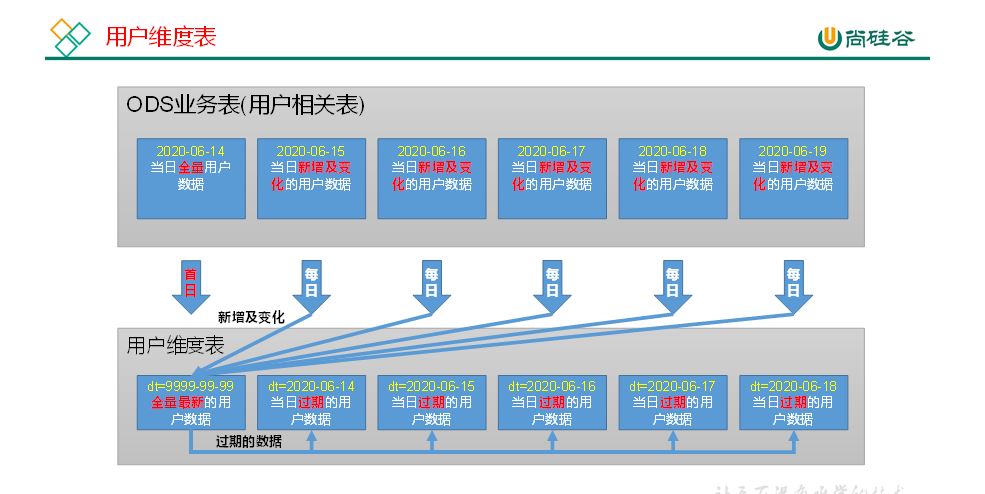 用户维度表
尚硅谷
ODS业务表(用户相关表)
2020-06-14
当日全量用户
数据
2020-06-15
当日新增及变
化的用户数据
2020-06-16
当日新增及变
化的用户数据
2020-06-17
当日新增及变
化的用户数据
2020-06-18
当日新增及变
化的用户数据
2020-06-19
当日新增及变
化的用户数据
首日
每日
每日
每日
每日
每日
新增及变化
用户维度表
dt=9999-99-99
全量最新的用
户数据
dt=2020-06-14
当日过期的用
户数据
dt=2020-06-15
当日过期的用
户数据
dt=2020-06-16
当日过期的用
户数据
dt=2020-06-17
当日过期的用
户数据
dt=2020-06-18
当日过期的用
户数据
过期的数据